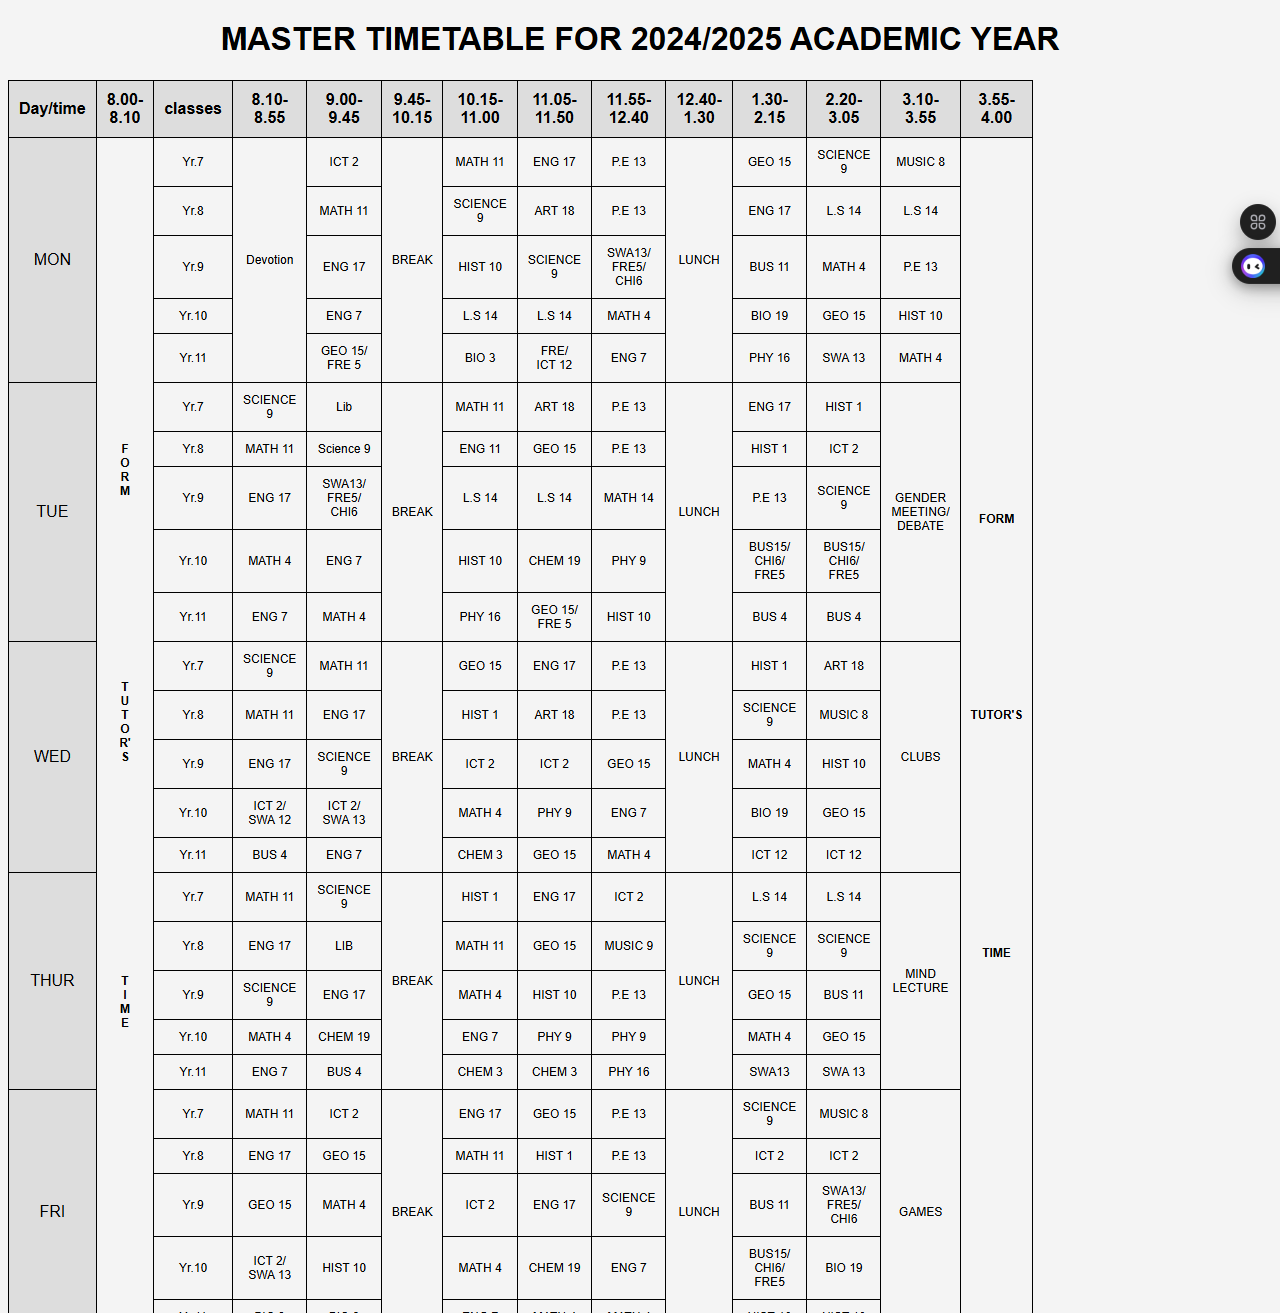 MASTER TIMETABLE FOR 2024/2025 ACADEMIC YEAR
Day/time 8.00-8.10 classes 8.10-8.55 9.00-9.45 9.45-10.15 10.15-11.00 11.05-11.50 11.55-12.40 12.40-1.30 1.30-2.15 2.20-3.05 3.10-3.55 3.55-4.00
MON
Yr.7 Devotion ICT 2 BREAK MATH 11 ENG 17 P.E 13 LUNCH GEO 15 SCIENCE 9 MUSIC 8
Yr.8 MATH 11 SCIENCE 9 ART 18 P.E 13 ENG 17 L.S 14 L.S 14
Yr.9 ENG 17 HIST 10 SCIENCE 9 SWA13/ FRE5/ CHI6 BUS 11 MATH 4 P.E 13
Yr.10 ENG 7 L.S 14 L.S 14 MATH 4 BIO 19 GEO 15 HIST 10
Yr.11 GEO 15/ FRE 5 BIO 3 FRE/ ICT 12 ENG 7 PHY 16 SWA 13 MATH 4
TUE
Yr.7 SCIENCE 9 Lib BREAK MATH 11 ART 18 P.E 13 LUNCH ENG 17 HIST 1 GENDER MEETING/ DEBATE
Yr.8 MATH 11 Science 9 ENG 11 GEO 15 P.E 13 HIST 1 ICT 2
Yr.9 ENG 17 SWA13/ FRE5/ CHI6 L.S 14 L.S 14 MATH 14 P.E 13 SCIENCE 9
Yr.10 MATH 4 ENG 7 HIST 10 CHEM 19 PHY 9 BUS15/ CHI6/ FRE5 BUS15/ CHI6/ FRE5
Yr.11 ENG 7 MATH 4 PHY 16 GEO 15/ FRE 5 HIST 10 BUS 4 BUS 4
F
O
R
M
FORM
WED
Yr.7 SCIENCE 9 MATH 11 BREAK GEO 15 ENG 17 P.E 13 LUNCH HIST 1 ART 18 CLUBS
Yr.8 MATH 11 ENG 17 HIST 1 ART 18 P.E 13 SCIENCE 9 MUSIC 8
Yr.9 ENG 17 SCIENCE 9 ICT 2 ICT 2 GEO 15 MATH 4 HIST 10
Yr.10 ICT 2/ SWA 12 ICT 2/ SWA 13 MATH 4 PHY 9 ENG 7 BIO 19 GEO 15
Yr.11 BUS 4 ENG 7 CHEM 3 GEO 15 MATH 4 ICT 12 ICT 12
T
U
T
O
R'
S
TUTOR'S
THUR
Yr.7 MATH 11 SCIENCE 9 BREAK HIST 1 ENG 17 ICT 2 LUNCH L.S 14 L.S 14 MIND LECTURE
Yr.8 ENG 17 LIB MATH 11 GEO 15 MUSIC 9 SCIENCE 9 SCIENCE 9
Yr.9 SCIENCE 9 ENG 17 MATH 4 HIST 10 P.E 13 GEO 15 BUS 11
Yr.10 MATH 4 CHEM 19 ENG 7 PHY 9 PHY 9 MATH 4 GEO 15
Yr.11 ENG 7 BUS 4 CHEM 3 CHEM 3 PHY 16 SWA13 SWA 13
T
I
M
E
TIME
FRI
Yr.7 MATH 11 ICT 2 BREAK ENG 17 GEO 15 P.E 13 LUNCH SCIENCE 9 MUSIC 8 GAMES
Yr.8 ENG 17 GEO 15 MATH 11 HIST 1 P.E 13 ICT 2 ICT 2
Yr.9 GEO 15 MATH 4 ICT 2 ENG 17 SCIENCE 9 BUS 11 SWA13/ FRE5/ CHI6
Yr.10 ICT 2/ SWA 13 HIST 10 MATH 4 CHEM 19 ENG 7 BUS15/ CHI6/ FRE5 BIO 19